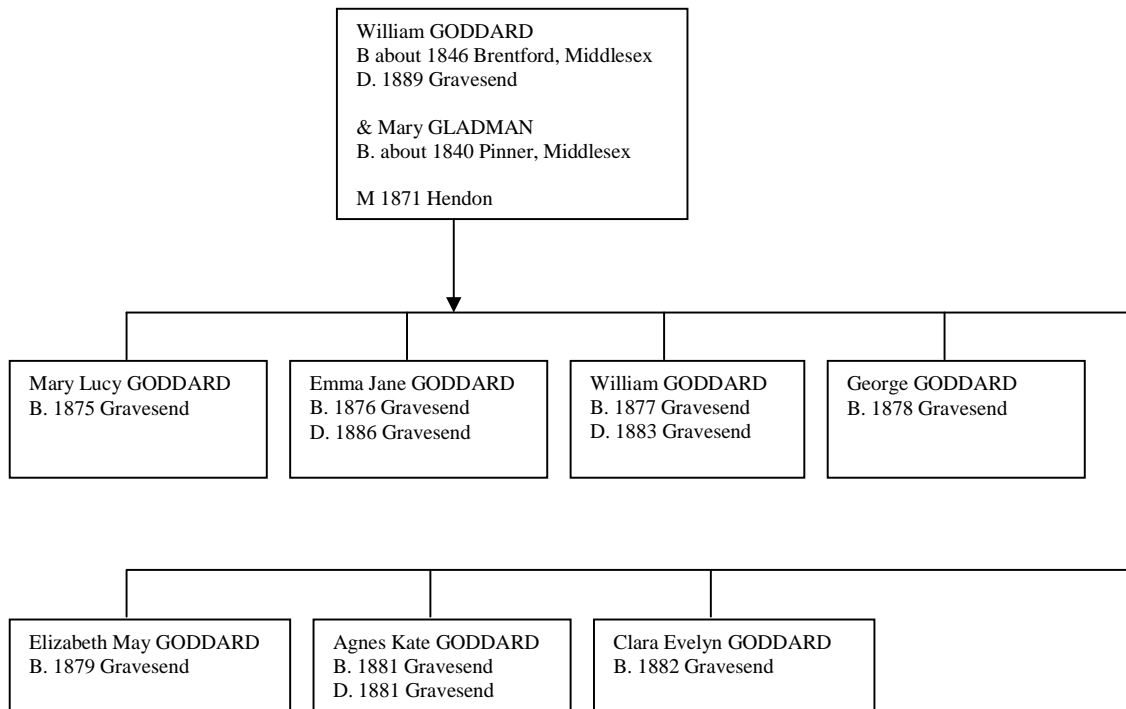 William GODDARD
B about 1846 Brentford, Middlesex
D. 1889 Gravesend
& Mary GLADMAN
B. about 1840 Pinner, Middlesex
M 1871 Hendon
Mary Lucy GODDARD
B. 1875 Gravesend
Emma Jane GODDARD
B. 1876 Gravesend
D. 1886 Gravesend
William GODDARD
B. 1877 Gravesend
D. 1883 Gravesend
George GODDARD
B. 1878 Gravesend
Elizabeth May GODDARD
B. 1879 Gravesend
Agnes Kate GODDARD
B. 1881 Gravesend
D. 1881 Gravesend
Clara Evelyn GODDARD
B. 1882 Gravesend